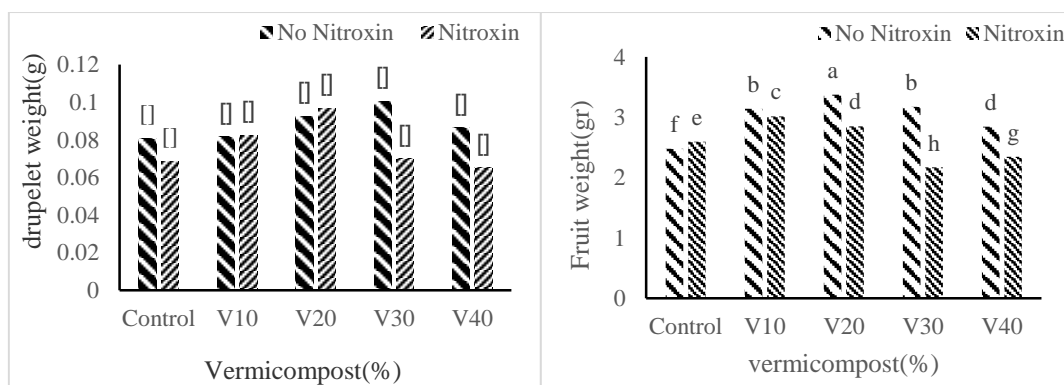 No Nitroxin Nitroxin
drupelet weight(g)
0.12
0.1
0.08
0.06
0.04
0.02
0
[] [] [] [] [] [] [] [] [] []
Control V10 V20 V30 V40
Vermicompost(%)
No Nitroxin Nitroxin
Fruit weight(gr)
4
3
2
1
0
f e b c a d b h d g
Control V10 V20 V30 V40
vermicompost(%)